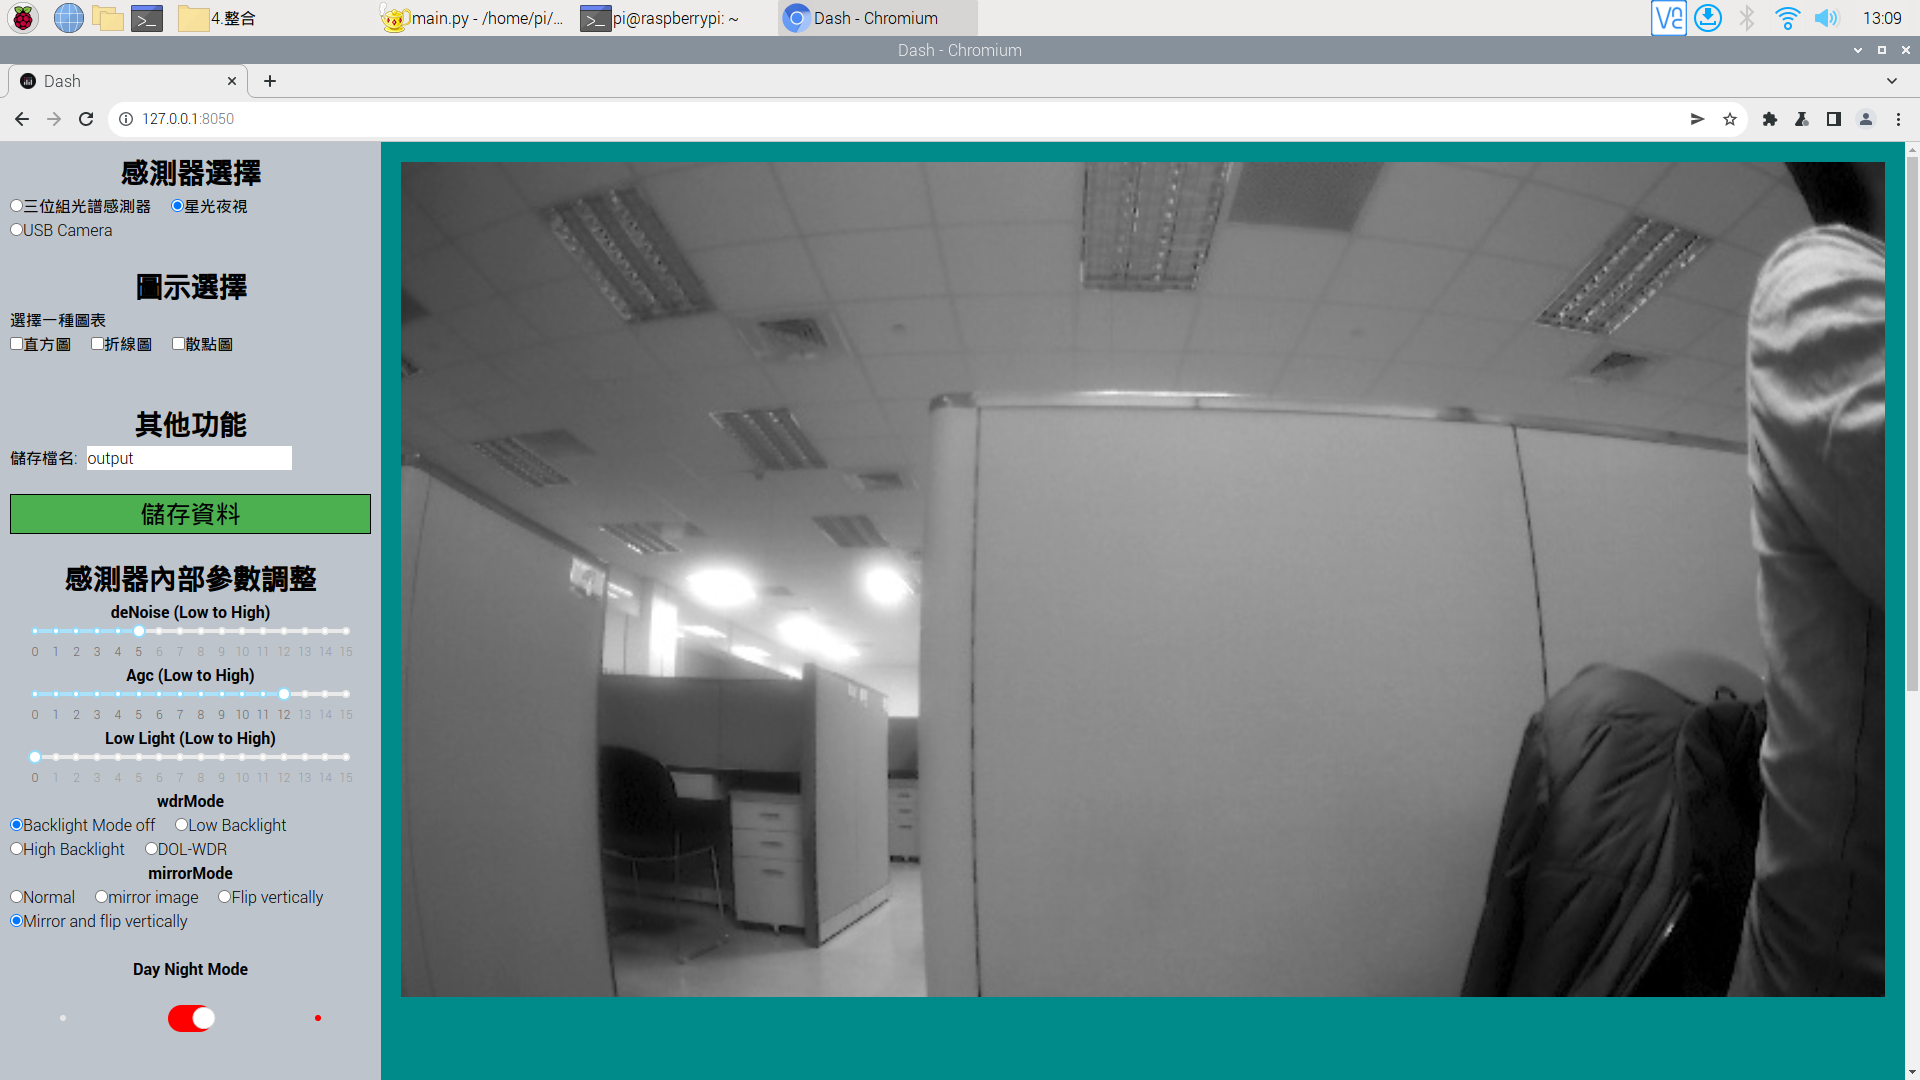 4.整合
main.py - /home/pi/...
pi@raspberrypi: ~
Dash - Chromium
13:09
Dash - Chromium
Dash
127.0.0.1:8050
感測器選擇
三位組光譜感測器 星光夜視
USB Camera
圖示選擇
選擇一種圖表
直方圖 折線圖 散點圖
其他功能
儲存檔名: output
儲存資料
感測器內部參數調整
deNoise (Low to High)
0 1 2 3 4 5 6 7 8 9 10 11 12 13 14 15
Agc (Low to High)
0 1 2 3 4 5 6 7 8 9 10 11 12 13 14 15
Low Light (Low to High)
0 1 2 3 4 5 6 7 8 9 10 11 12 13 14 15
wdrMode
Backlight Mode off Low Backlight
High Backlight DOL-WDR
mirrorMode
Normal mirror image Flip vertically
Mirror and flip vertically
Day Night Mode